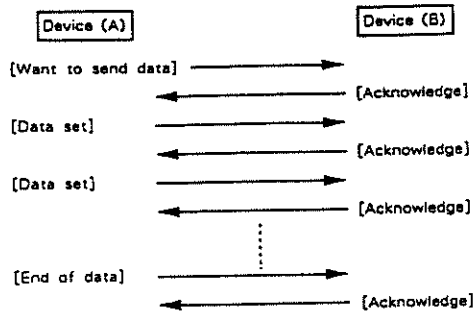 Device (A)
Device (B)
[Want to send data]
[Acknowledge]
[Data set]
[Acknowledge]
[Data set]
[Acknowledge]
[End of data]
[Acknowledge]